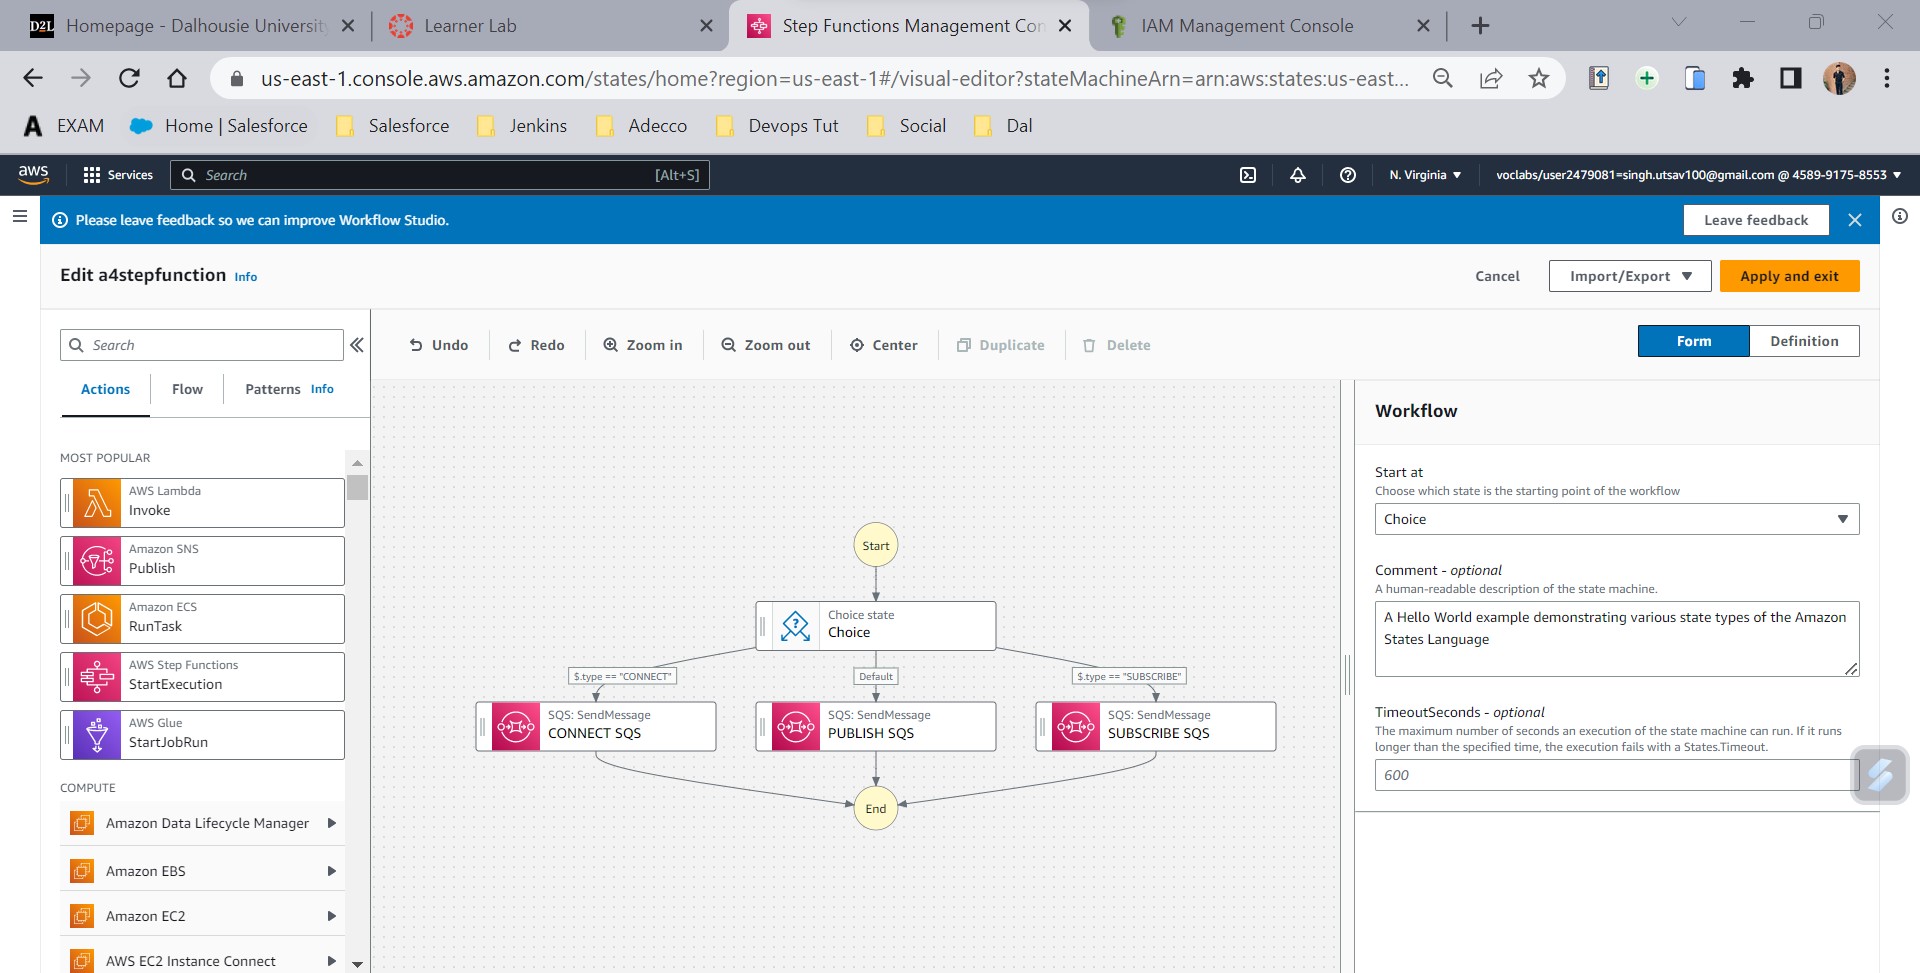 D2L Homepage - Dalhousie University
Learner Lab
Step Functions Management Con
IAM Management Console
us-east-1.console.aws.amazon.com/states/home?region=us-east-1#/visual-editor?stateMachineArn=arn:aws:states:us-east...
A EXAM
Home | Salesforce
Salesforce
Jenkins
Adecco
Devops Tut
Social
Dal
aws
Services
Search
[Alt+S]
N. Virginia
voclabs/user2479081=singh.utsav100@gmail.com @ 4589-9175-8553
Please leave feedback so we can improve Workflow Studio.
Leave feedback
Edit a4stepfunction Info
Cancel
Import/Export
Apply and exit
Search
Undo
Redo
Zoom in
Zoom out
Center
Duplicate
Delete
Form
Definition
Actions
Flow
Patterns Info
MOST POPULAR
AWS Lambda
Invoke
Amazon SNS
Publish
Amazon ECS
RunTask
AWS Step Functions
StartExecution
AWS Glue
StartJobRun
COMPUTE
Amazon Data Lifecycle Manager
Amazon EBS
Amazon EC2
AWS EC2 Instance Connect
Start
Choice state
Choice
$.type == "CONNECT"
Default
$.type == "SUBSCRIBE"
SQS: SendMessage
CONNECT SQS
SQS: SendMessage
PUBLISH SQS
SQS: SendMessage
SUBSCRIBE SQS
End
Workflow
Start at
Choose which state is the starting point of the workflow
Choice
Comment - optional
A human-readable description of the state machine.
A Hello World example demonstrating various state types of the Amazon
States Language
TimeoutSeconds - optional
The maximum number of seconds an execution of the state machine can run. If it runs
longer than the specified time, the execution fails with a States.Timeout.
600